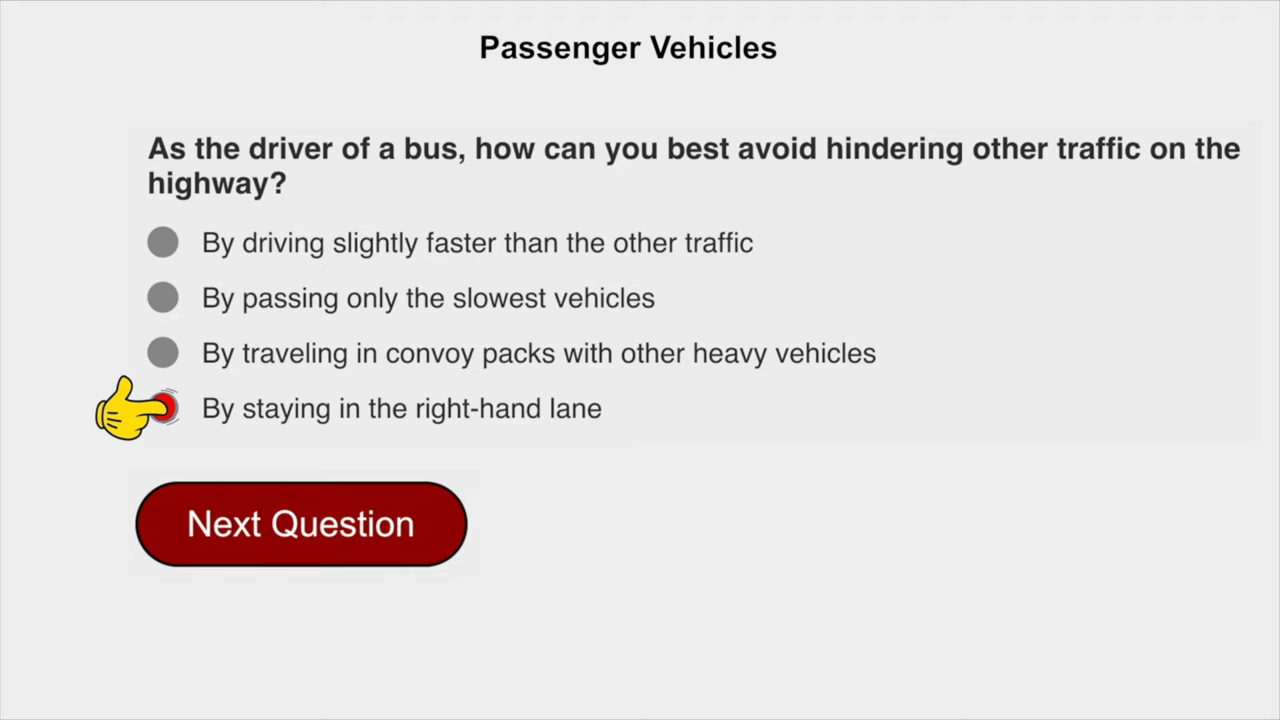 Passenger Vehicles
As the driver of a bus, how can you best avoid hindering other traffic on the
highway?
By driving slightly faster than the other traffic
By passing only the slowest vehicles
By traveling in convoy packs with other heavy vehicles
By staying in the right-hand lane
Next Question